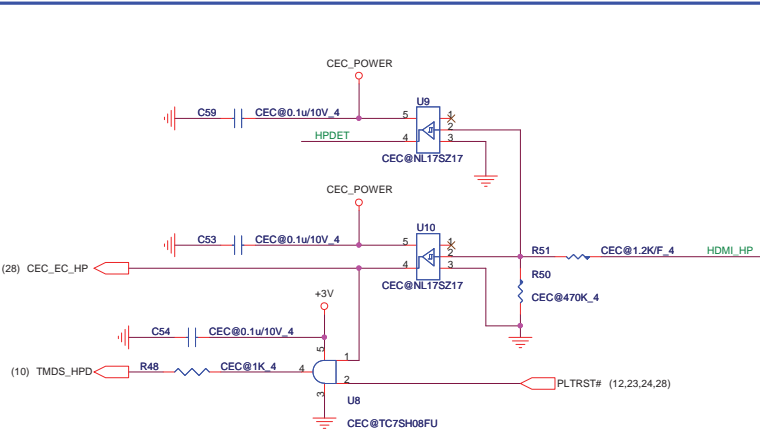 CEC_POWER
C59 CEC@0.1u/10V_4
U9
5 1
2
HPDET 4 3
CEC@NL17SZ17
CEC_POWER
C53 CEC@0.1u/10V_4
U10
5 1
2
R51 CEC@1.2K/F_4 HDMI_HP
(28) CEC_EC_HP 4 3
R50
CEC@NL17SZ17
CEC@470K_4
+3V
C54 CEC@0.1u/10V_4
5
1
(10) TMDS_HPD R48 CEC@1K_4 4
2 PLTRST# (12,23,24,28)
3
U8
CEC@TC7SH08FU